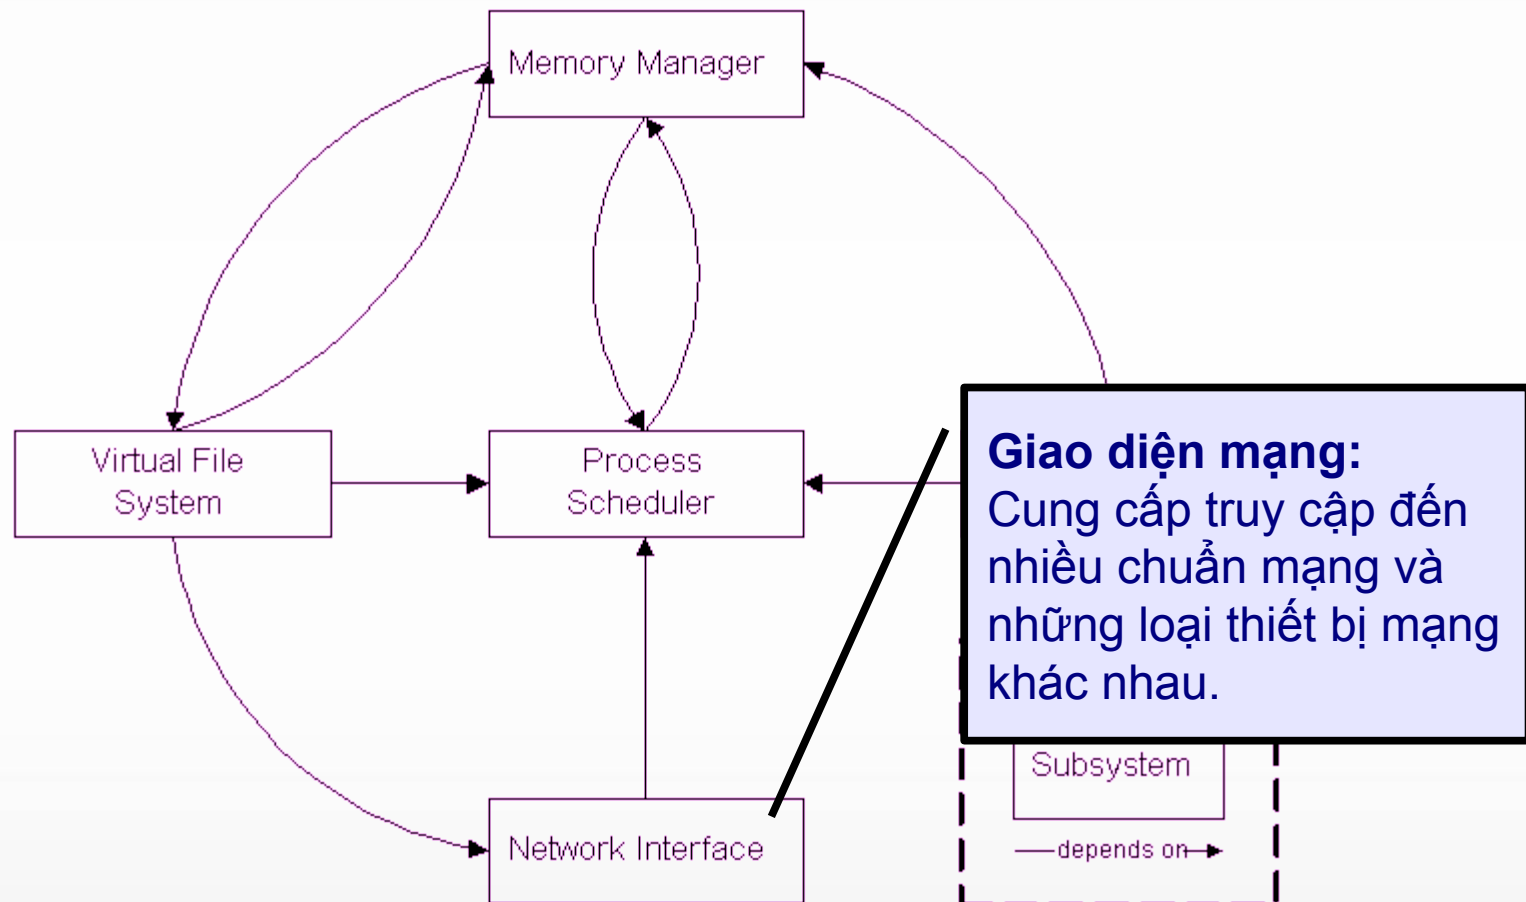 Memory Manager
Virtual File
System
Process
Scheduler
Giao diện mạng:
Cung cấp truy cập đến
nhiều chuẩn mạng và
những loại thiết bị mạng
khác nhau.
Subsystem
Network Interface
depends on